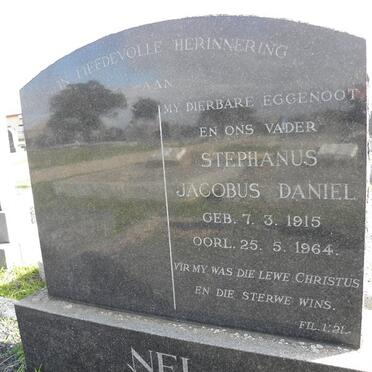 IN LIEFDEVOLLE HERINNERING
AAN
MY DIERBARE EGGENOOT
EN ONS VADER
STEPHANUS
JACOBUS DANIEL
GEB. 7. 3. 1915
OORL. 25. 5. 1964.
VIR MY WAS DIE LEWE CHRISTUS
EN DIE STERWE WINS.
FIL. 1:21.
NEL